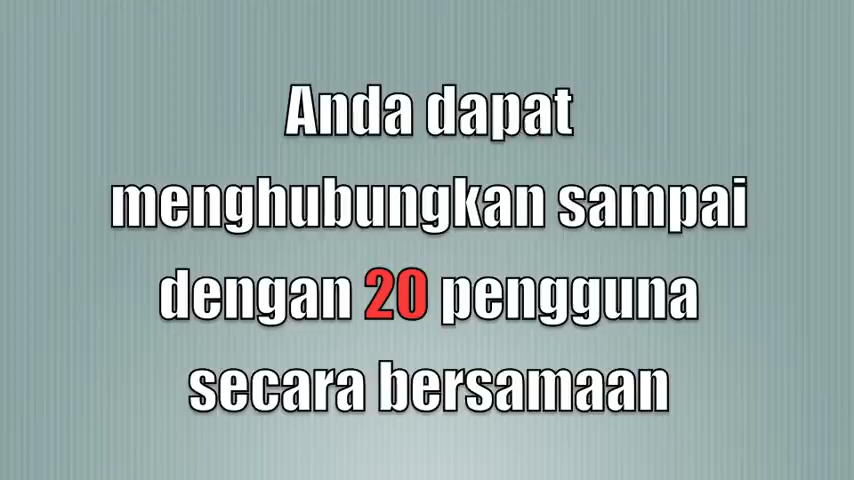 Anda dapat
menghubungkan sampai
dengan 20 pengguna
secara bersamaan